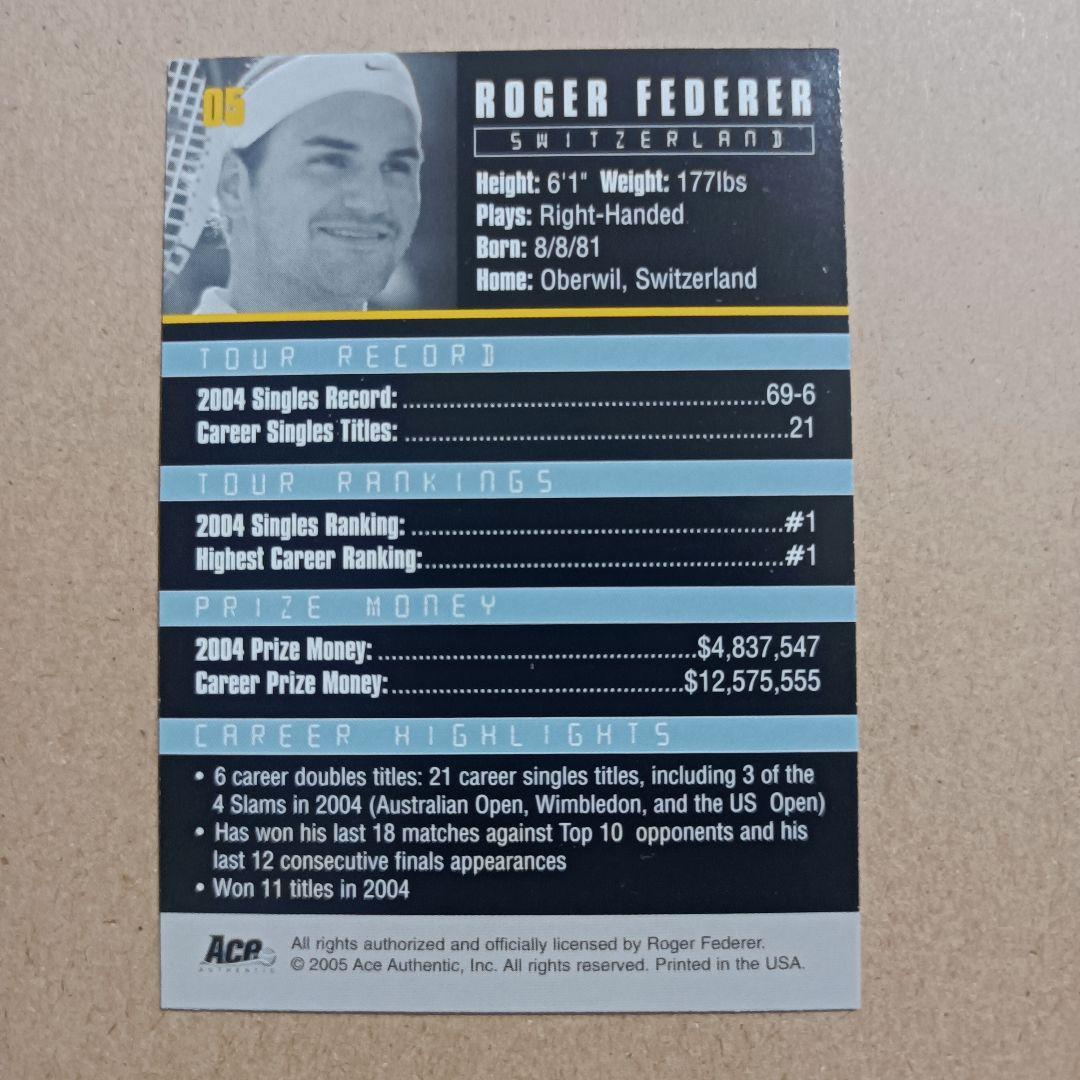 05
ROGER FEDERER
SWITZERLAND
Height: 6'1" Weight: 177lbs
Plays: Right-Handed
Born: 8/8/81
Home: Oberwil, Switzerland
TOUR RECORD
2004 Singles Record: 69-6
Career Singles Titles: 21
TOUR RANKINGS
2004 Singles Ranking: #1
Highest Career Ranking: #1
PRIZE MONEY
2004 Prize Money: $4,837,547
Career Prize Money: $12,575,555
CAREER HIGHLIGHTS
• 6 career doubles titles: 21 career singles titles, including 3 of the
4 Slams in 2004 (Australian Open, Wimbledon, and the US Open)
• Has won his last 18 matches against Top 10 opponents and his
last 12 consecutive finals appearances
• Won 11 titles in 2004
Ace
AUTHENTIC
All rights authorized and officially licensed by Roger Federer.
© 2005 Ace Authentic, Inc. All rights reserved. Printed in the USA.